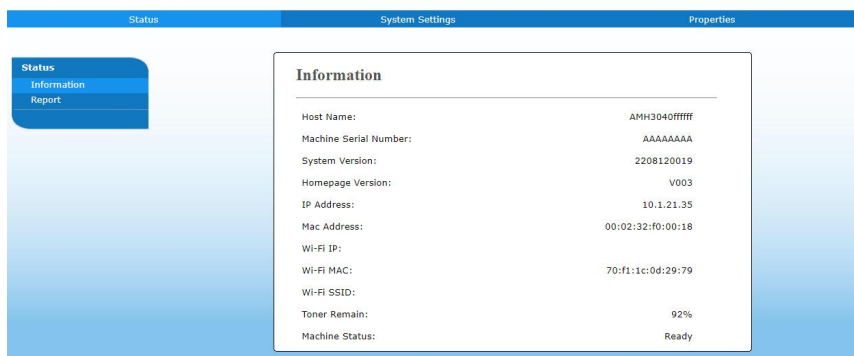 Status System Settings Properties
Status
Information
Report
Information
Host Name: AMH3040ffffff
Machine Serial Number: AAAAAAAA
System Version: 2208120019
Homepage Version: V003
IP Address: 10.1.21.35
Mac Address: 00:02:32:f0:00:18
Wi-Fi IP:
Wi-Fi MAC: 70:f1:1c:0d:29:79
Wi-Fi SSID:
Toner Remain: 92%
Machine Status: Ready